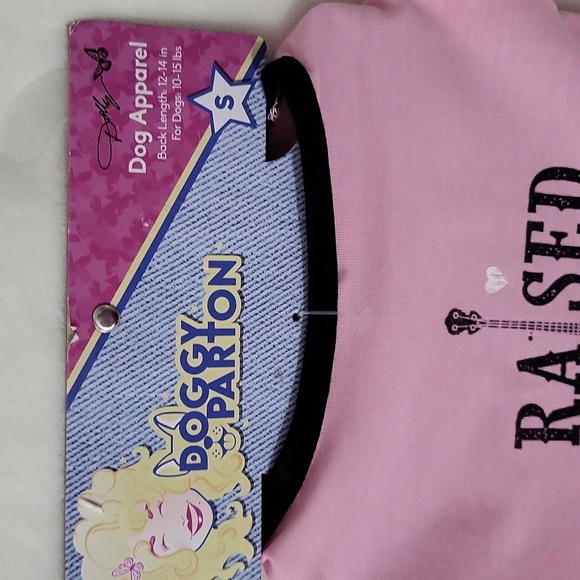 Dolly
Dog Apparel
Back Length: 12-14 in
For Dogs: 10-15 lbs
S
DOGGY
PARTON
RAISED